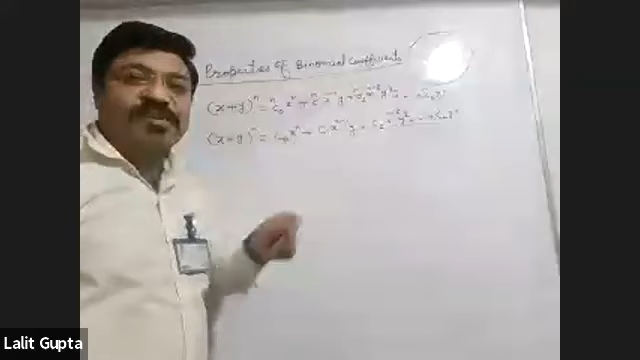 Properties of Binomial Coefficients
(x+y)ⁿ = ⁿC₀xⁿ + ⁿC₁xⁿ⁻¹y + ⁿC₂xⁿ⁻²y² + ... + ⁿCₙyⁿ
(x+y)ⁿ = C₀xⁿ + C₁xⁿ⁻¹y + C₂xⁿ⁻²y² + ... + Cₙyⁿ
Lalit Gupta